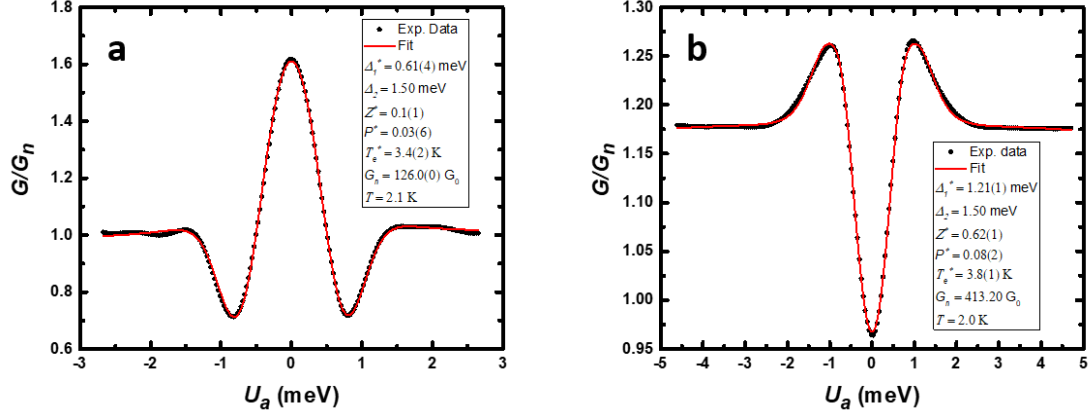 a
Exp. Data
Fit
Δ₁* = 0.61(4) meV
Δ₂ = 1.50 meV
Z* = 0.1(1)
P* = 0.03(6)
Tₑ* = 3.4(2) K
Gₙ = 126.0(0) G₀
T = 2.1 K
G/Gₙ
1.8
1.6
1.4
1.2
1.0
0.8
0.6
-3 -2 -1 0 1 2 3
Uₐ (meV)
b
Exp. data
Fit
Δ₁* = 1.21(1) meV
Δ₂ = 1.50 meV
Z* = 0.62(1)
P* = 0.08(2)
Tₑ* = 3.8(1) K
Gₙ = 413.20 G₀
T = 2.0 K
G/Gₙ
1.30
1.25
1.20
1.15
1.10
1.05
1.00
0.95
-5 -4 -3 -2 -1 0 1 2 3 4 5
Uₐ (meV)